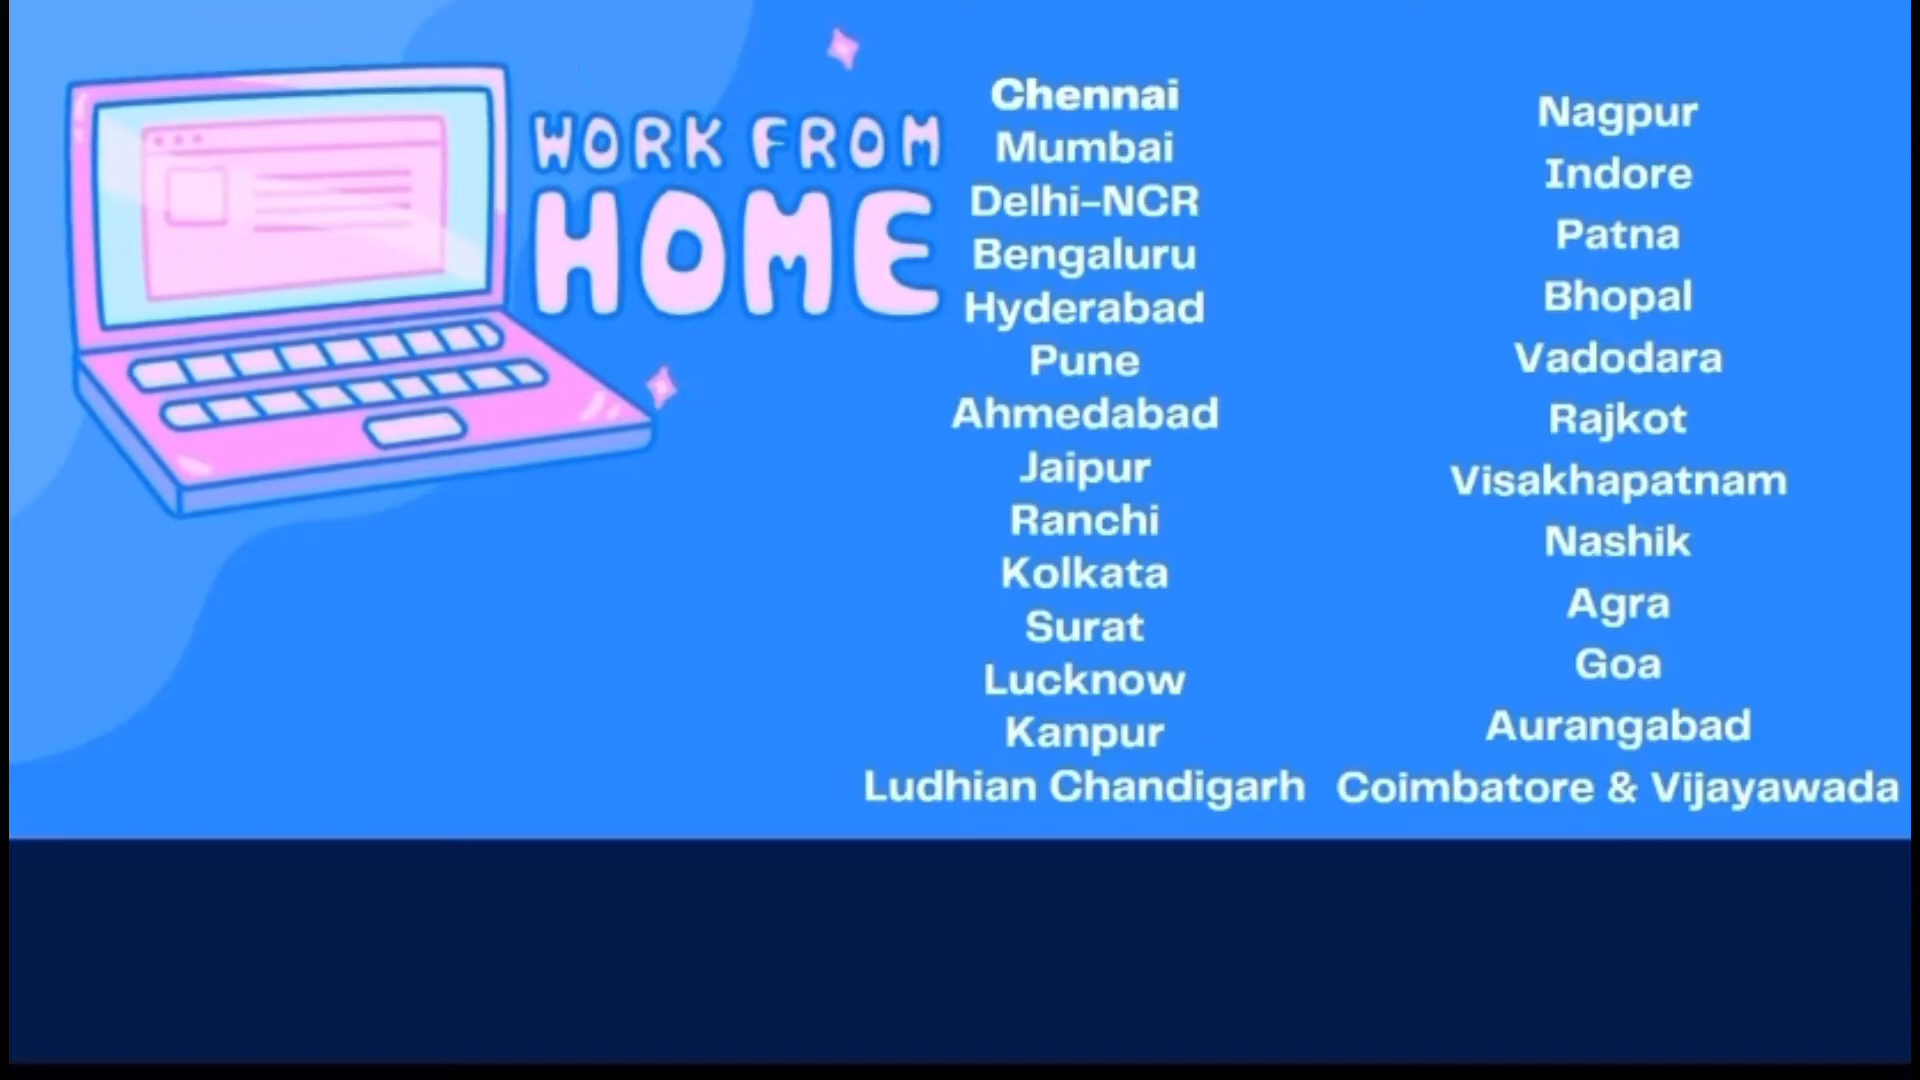 WORK FROM
HOME
Chennai
Mumbai
Delhi-NCR
Bengaluru
Hyderabad
Pune
Ahmedabad
Jaipur
Ranchi
Kolkata
Surat
Lucknow
Kanpur
Ludhian Chandigarh
Nagpur
Indore
Patna
Bhopal
Vadodara
Rajkot
Visakhapatnam
Nashik
Agra
Goa
Aurangabad
Coimbatore & Vijayawada